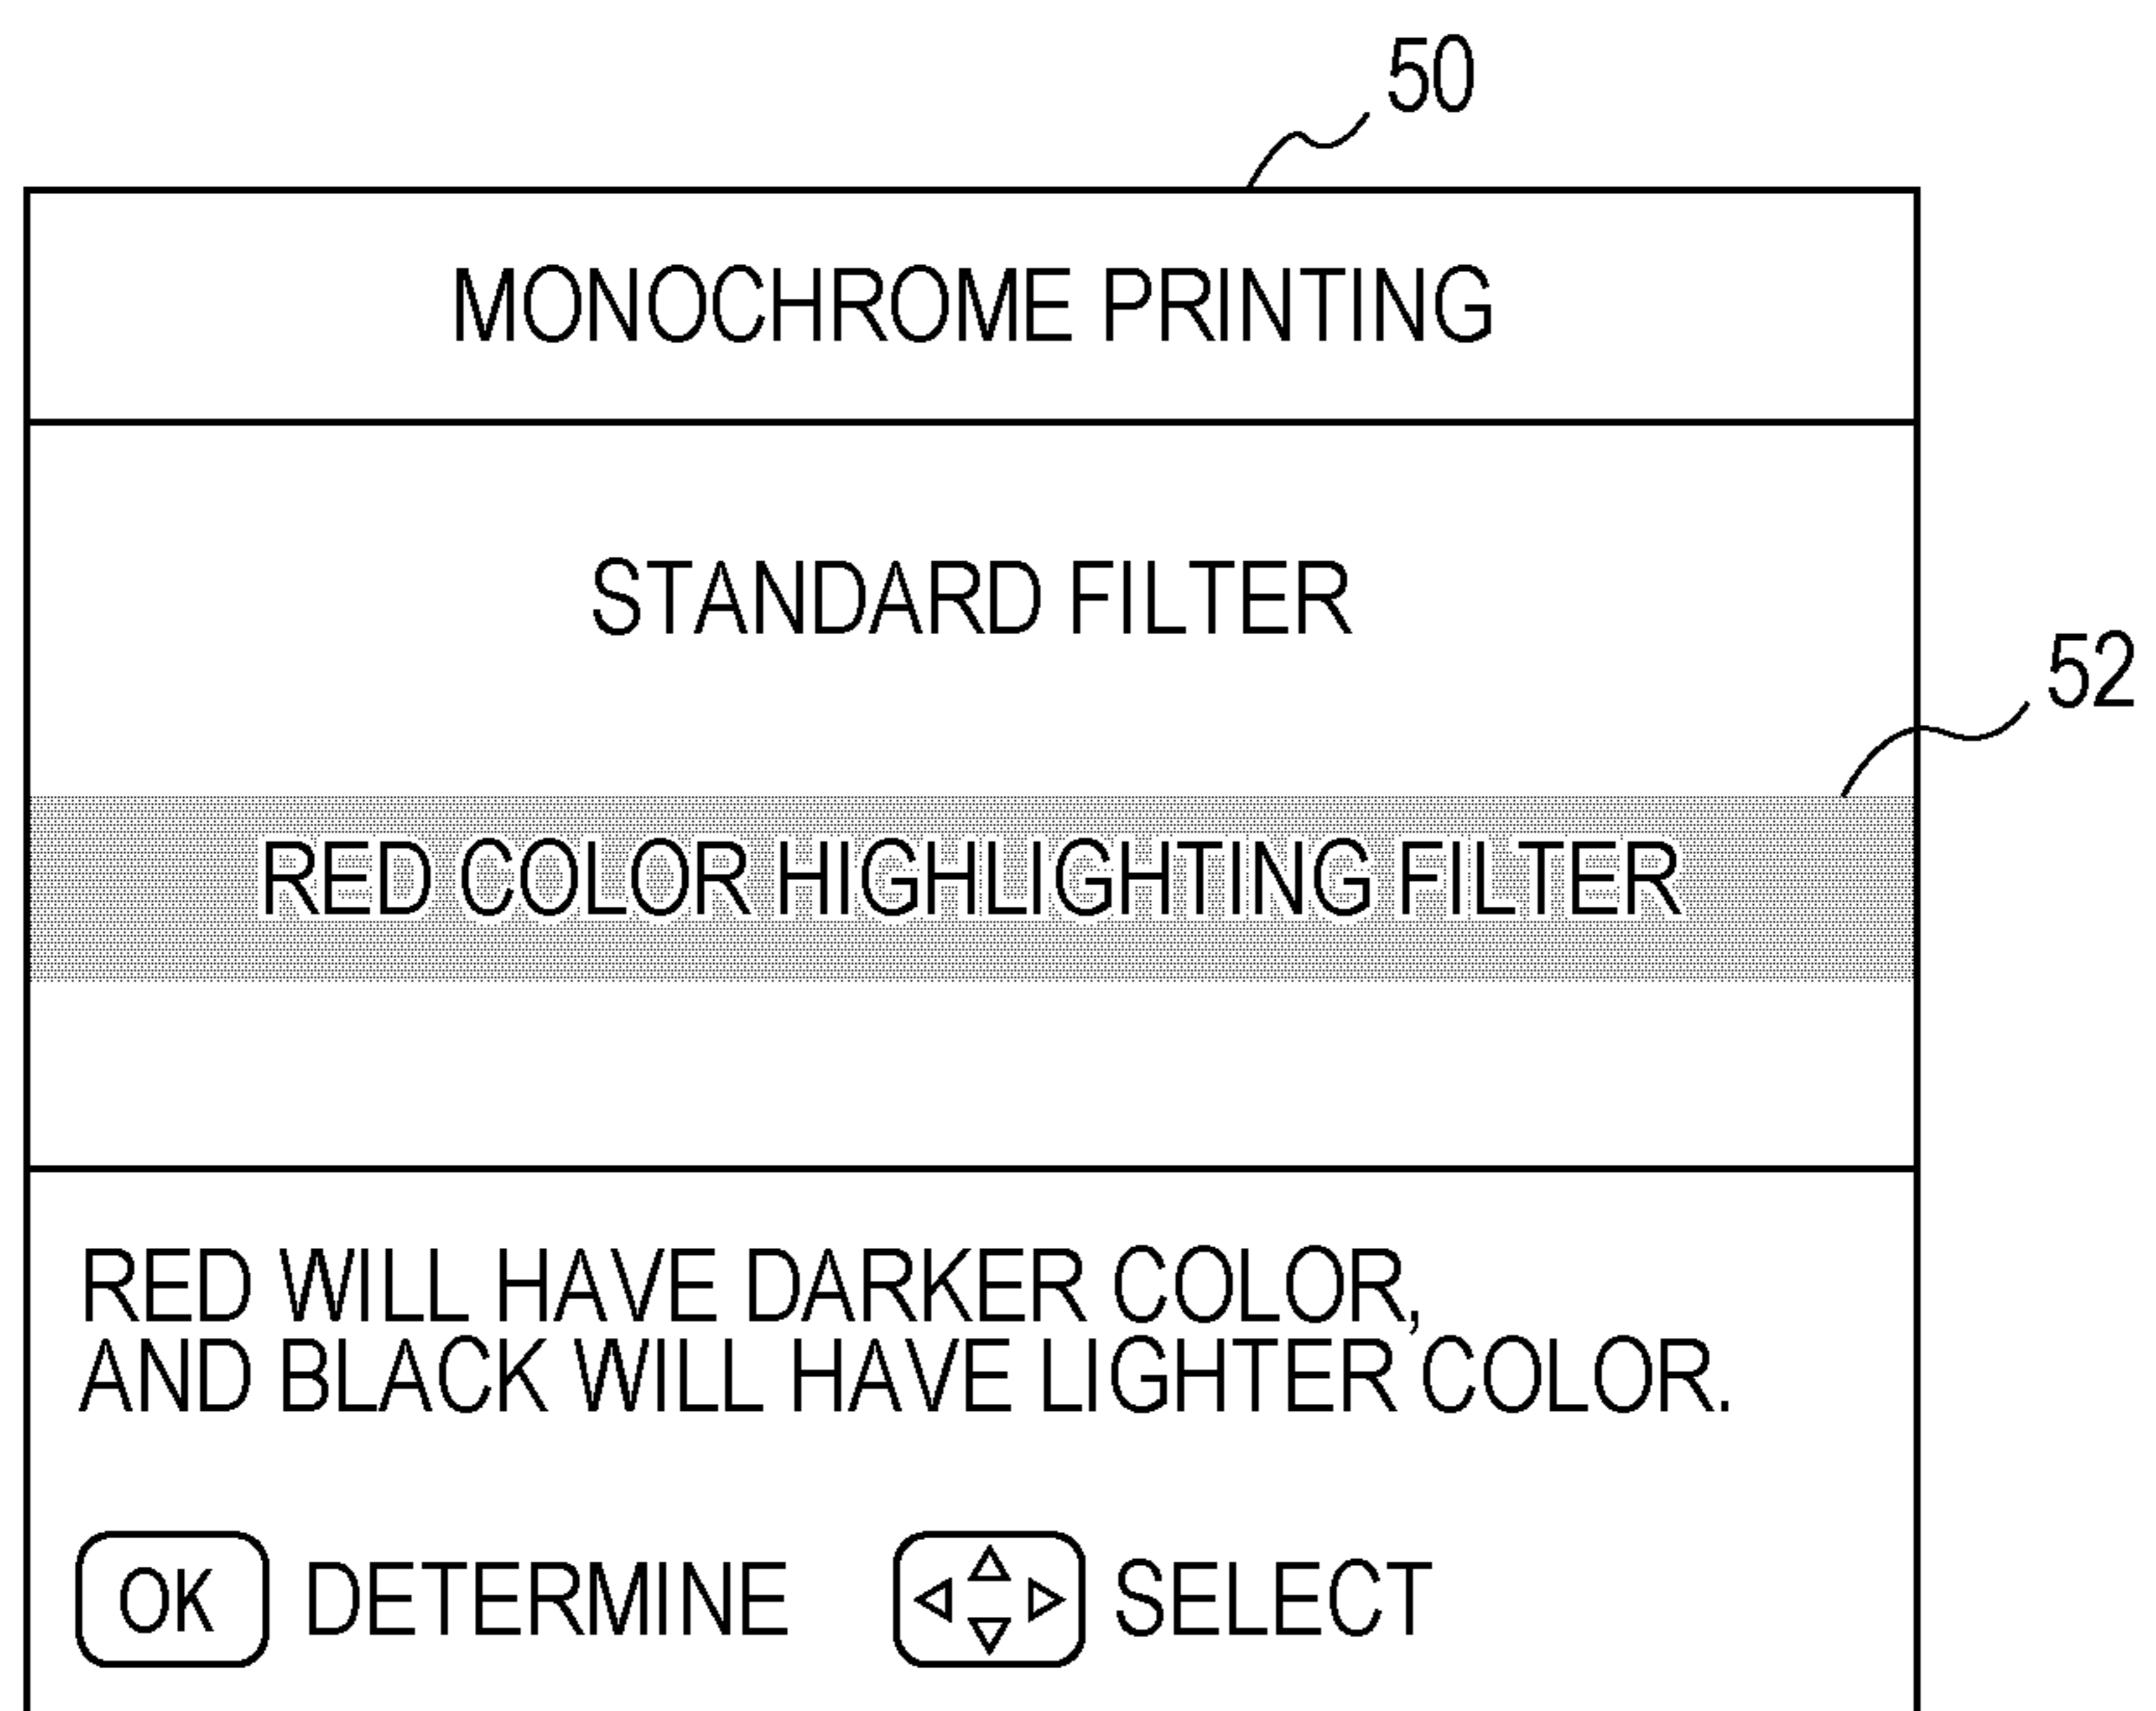 50
MONOCHROME PRINTING
STANDARD FILTER
52
RED COLOR HIGHLIGHTING FILTER
RED WILL HAVE DARKER COLOR,
AND BLACK WILL HAVE LIGHTER COLOR.
OK DETERMINE SELECT